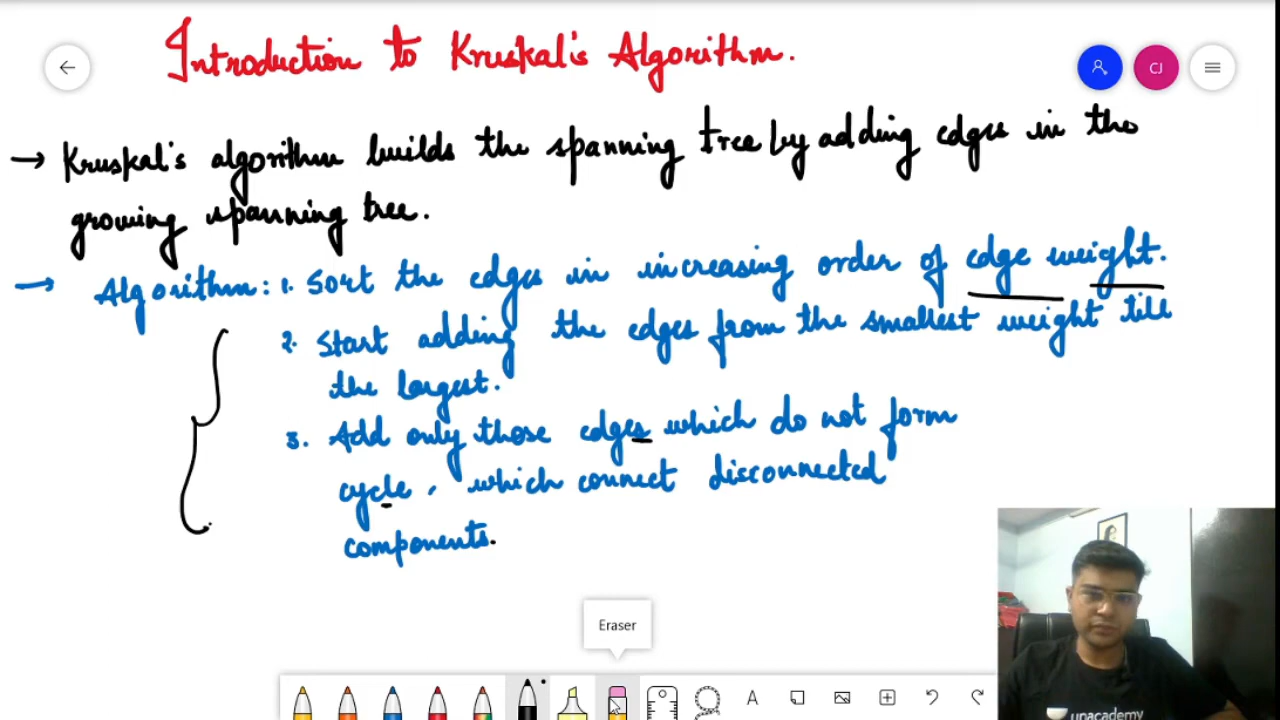 Introduction to Kruskal's Algorithm.
CJ
→ Kruskal's algorithm builds the spanning tree by adding edges in the
growing spanning tree.
→ Algorithm: 1. Sort the edges in increasing order of edge weight.
2. Start adding the edges from the smallest weight till
the largest.
3. Add only those edges which do not form
cycle, which connect disconnected
components.
Eraser
A
unacademy